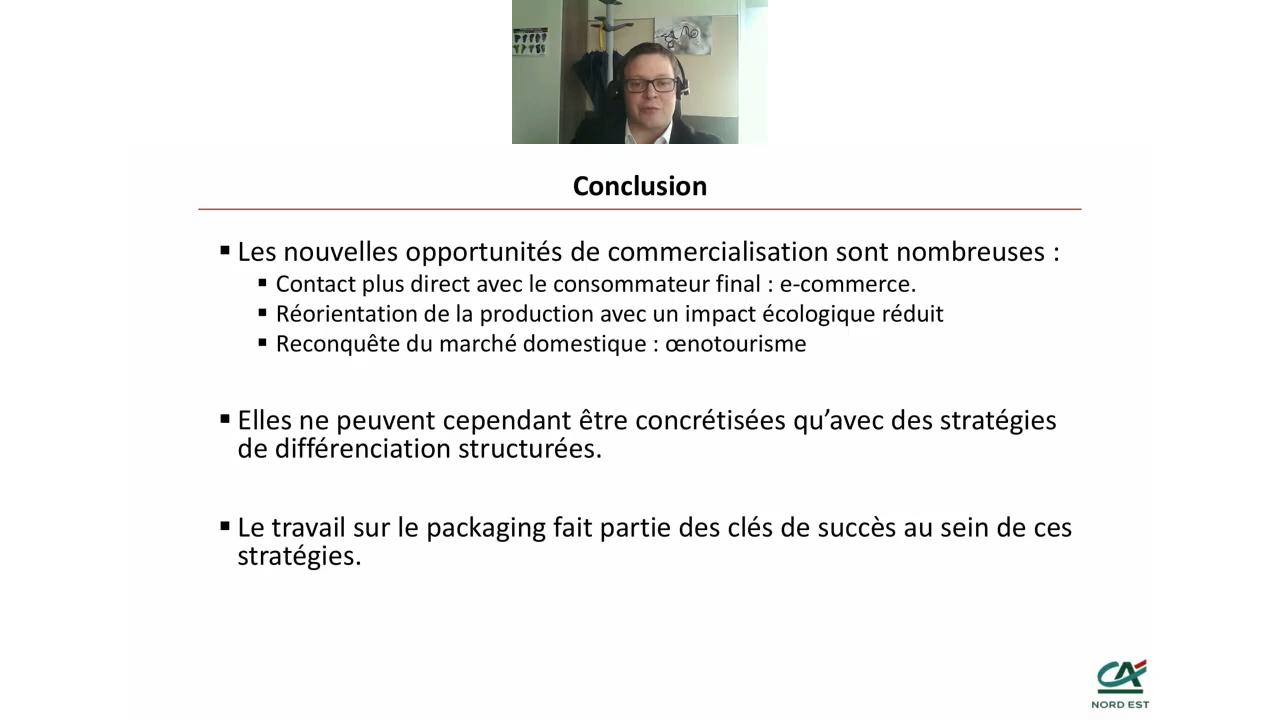 Conclusion
▪ Les nouvelles opportunités de commercialisation sont nombreuses :
▪ Contact plus direct avec le consommateur final : e-commerce.
▪ Réorientation de la production avec un impact écologique réduit
▪ Reconquête du marché domestique : œnotourisme
▪ Elles ne peuvent cependant être concrétisées qu’avec des stratégies
de différenciation structurées.
▪ Le travail sur le packaging fait partie des clés de succès au sein de ces
stratégies.
CA
NORD EST